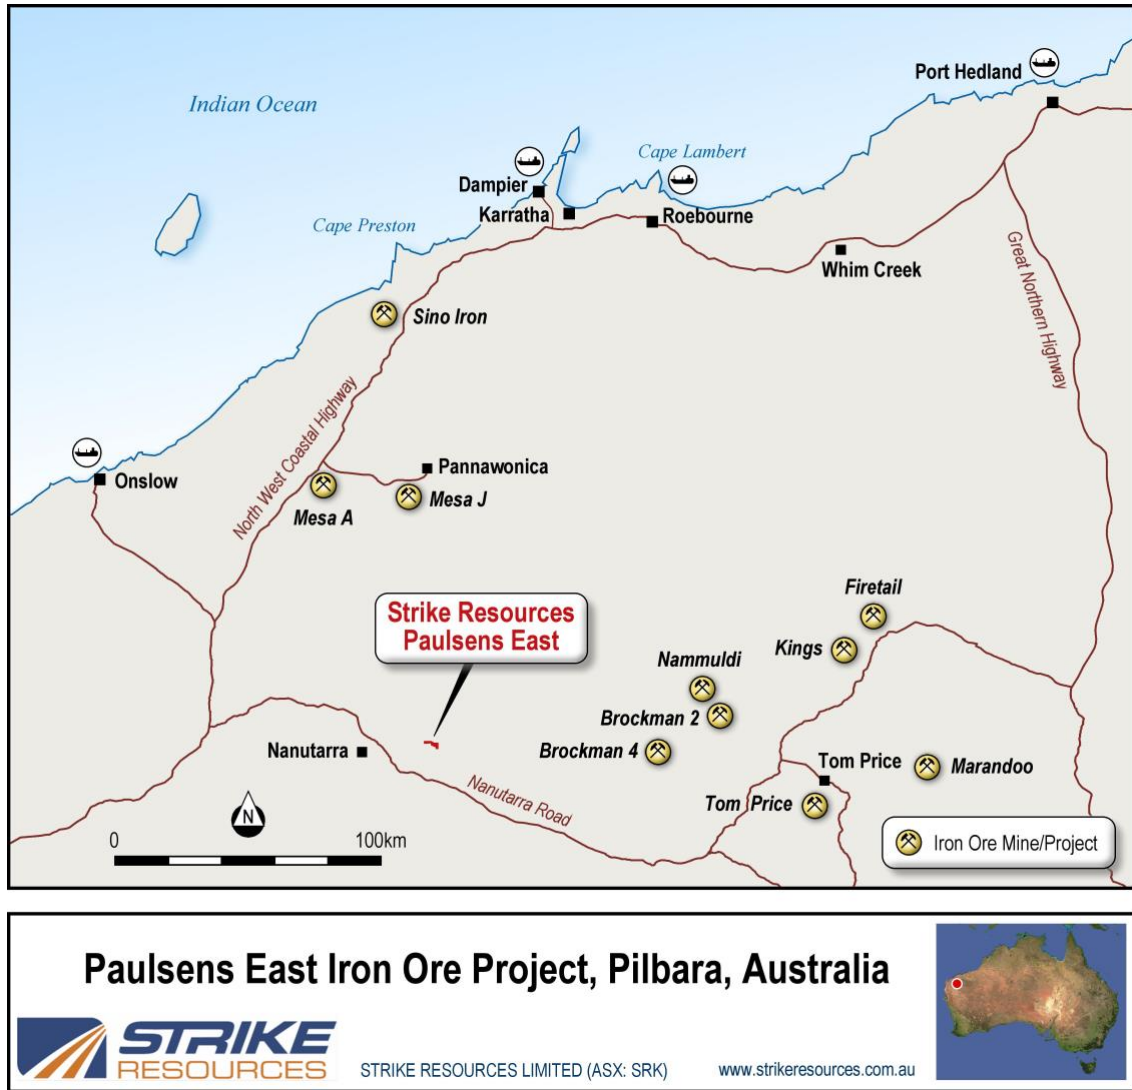 Port Hedland
Indian Ocean
Cape Lambert
Dampier
Karratha
Roebourne
Cape Preston
Whim Creek
Great Northern Highway
Sino Iron
North West Coastal Highway
Onslow
Pannawonica
Mesa A
Mesa J
Strike Resources
Paulsens East
Firetail
Kings
Nammuldi
Brockman 2
Brockman 4
Nanutarra
Tom Price
Marandoo
Nanutarra Road
Tom Price
N
0 100km
Iron Ore Mine/Project
Paulsens East Iron Ore Project, Pilbara, Australia
STRIKE
RESOURCES
STRIKE RESOURCES LIMITED (ASX: SRK) www.strikeresources.com.au